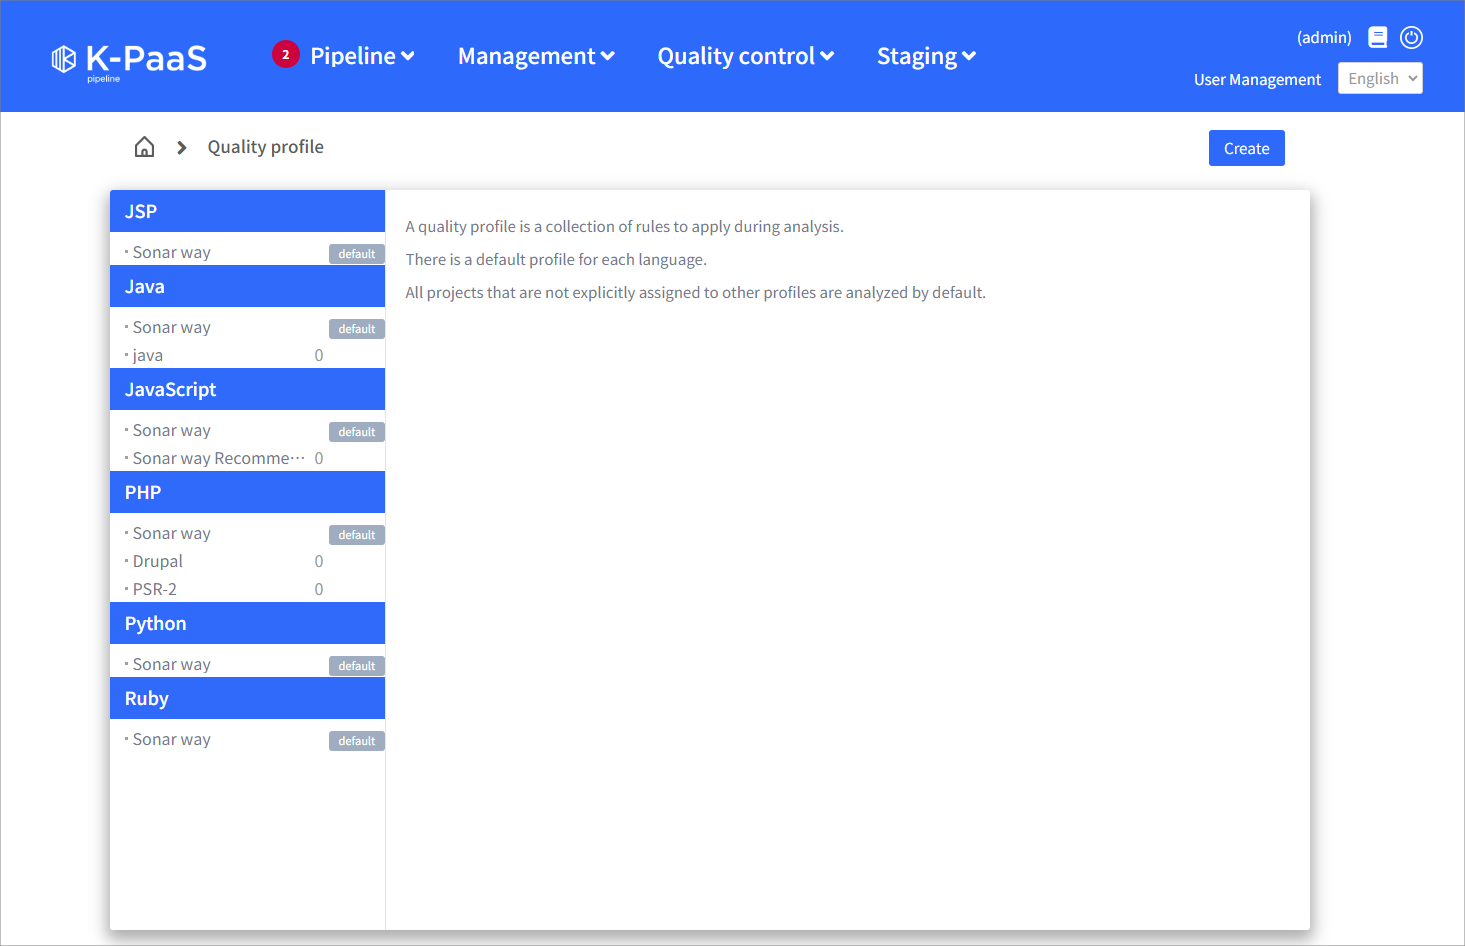 K-PaaS
pipeline
2 Pipeline Management Quality control Staging
(admin)
User Management English
Quality profile
Create
JSP
Sonar way default
Java
Sonar way default
java 0
JavaScript
Sonar way default
Sonar way Recomme… 0
PHP
Sonar way default
Drupal 0
PSR-2 0
Python
Sonar way default
Ruby
Sonar way default
A quality profile is a collection of rules to apply during analysis.
There is a default profile for each language.
All projects that are not explicitly assigned to other profiles are analyzed by default.